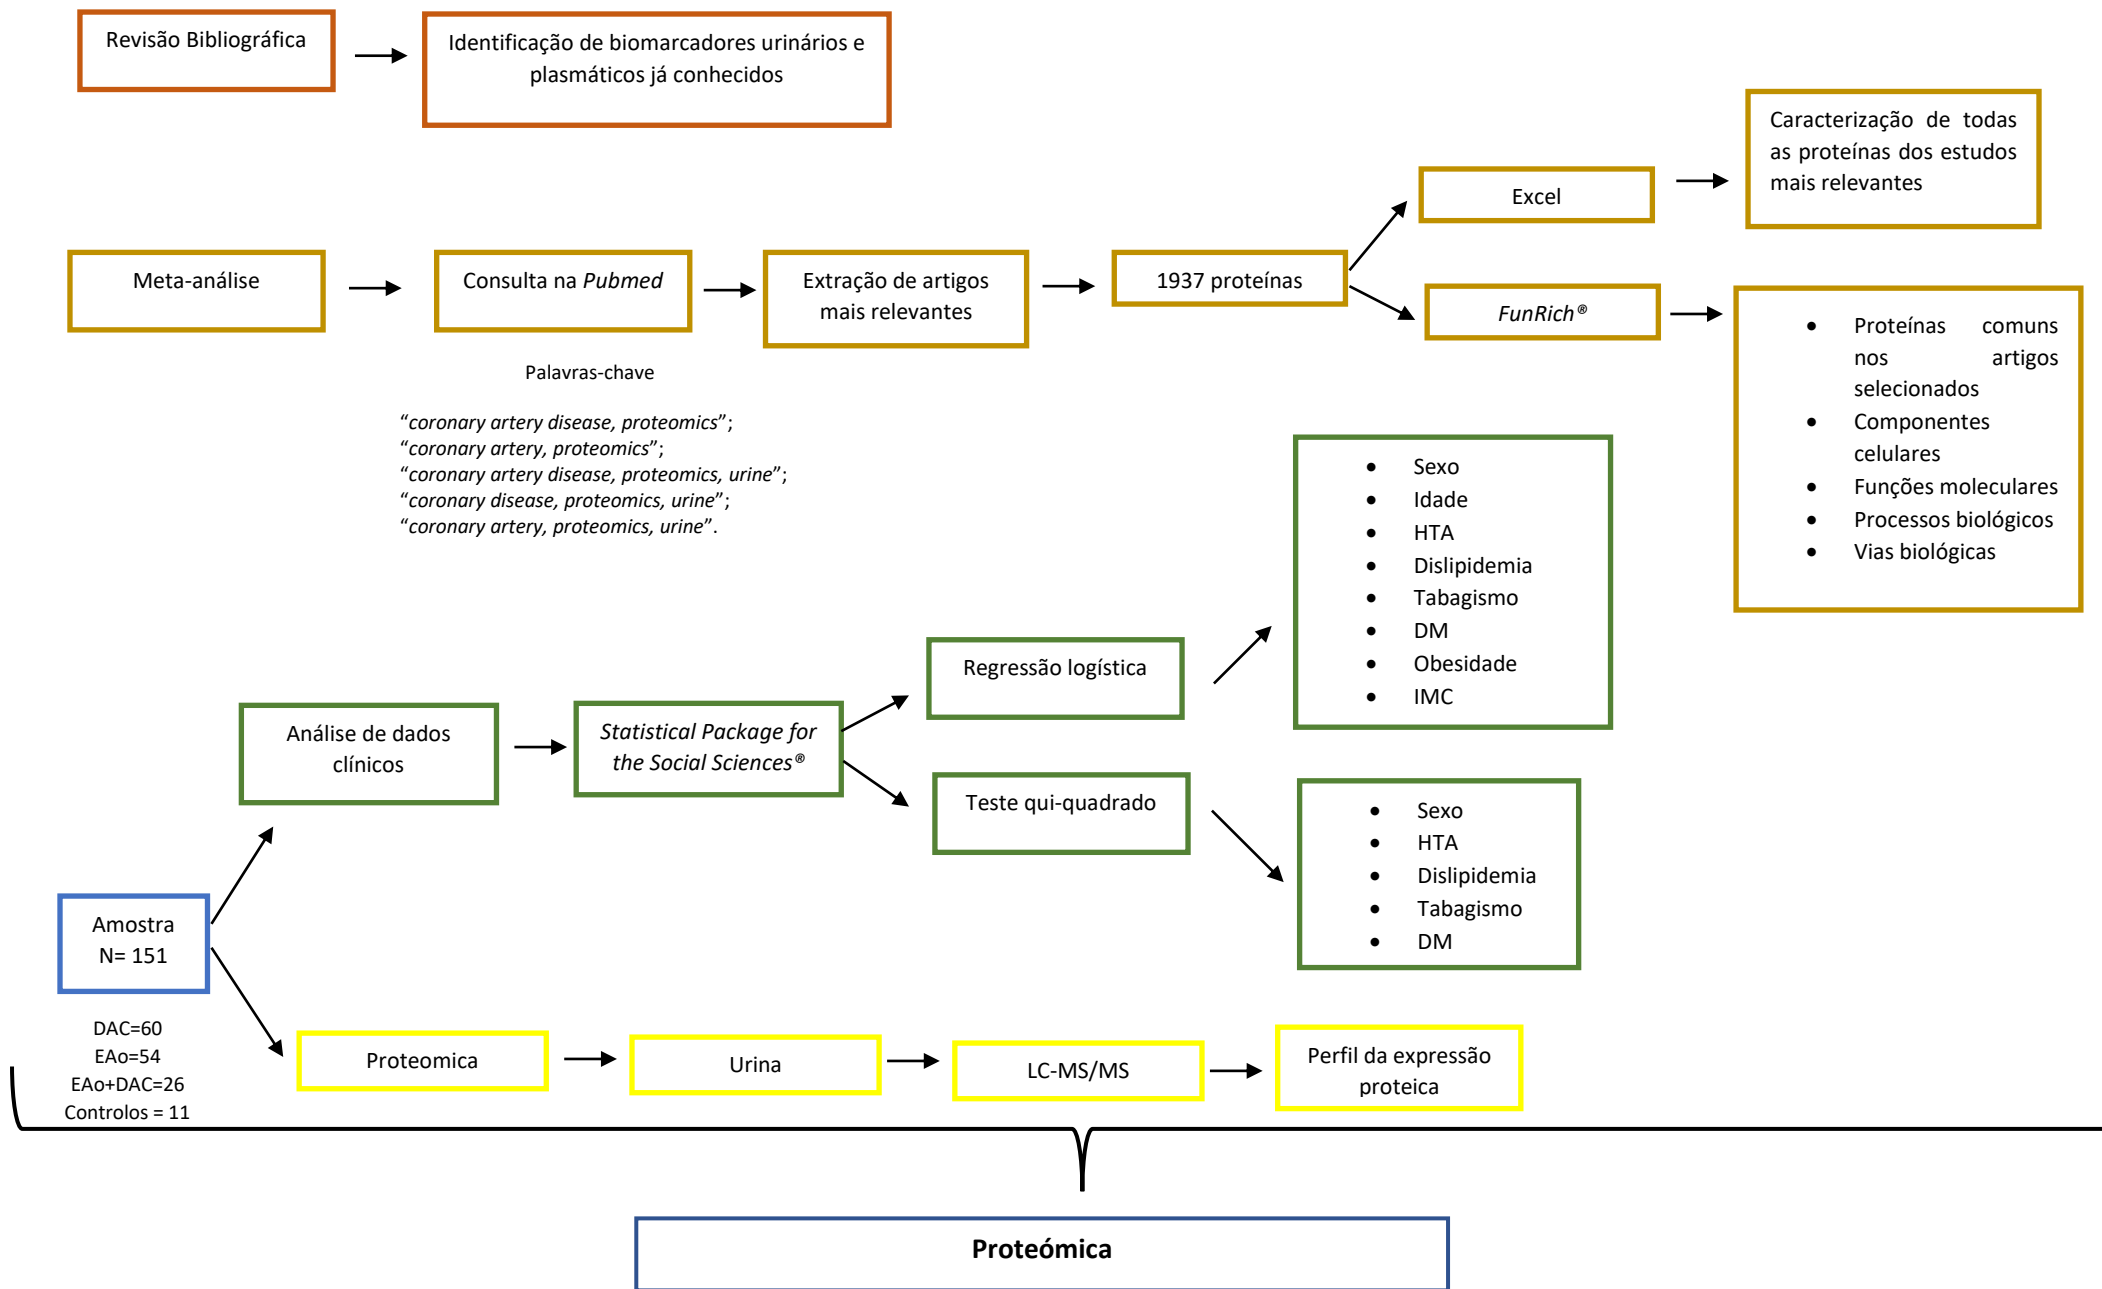 Revisão Bibliográfica
Identificação de biomarcadores urinários e
plasmáticos já conhecidos
Caracterização de todas
as proteínas dos estudos
mais relevantes
Excel
Meta-análise
Consulta na Pubmed
Extração de artigos
mais relevantes
1937 proteínas
FunRich®
• Proteínas comuns
nos artigos
selecionados
• Componentes
celulares
• Funções moleculares
• Processos biológicos
• Vias biológicas
Palavras-chave
“coronary artery disease, proteomics”;
“coronary artery, proteomics”;
“coronary artery disease, proteomics, urine”;
“coronary disease, proteomics, urine”;
“coronary artery, proteomics, urine”.
• Sexo
• Idade
• HTA
• Dislipidemia
• Tabagismo
• DM
• Obesidade
• IMC
Regressão logística
Análise de dados
clínicos
Statistical Package for
the Social Sciences®
Teste qui-quadrado
• Sexo
• HTA
• Dislipidemia
• Tabagismo
• DM
Amostra
N= 151
DAC=60
EAo=54
EAo+DAC=26
Controlos = 11
Proteomica
Urina
LC-MS/MS
Perfil da expressão
proteica
Proteómica